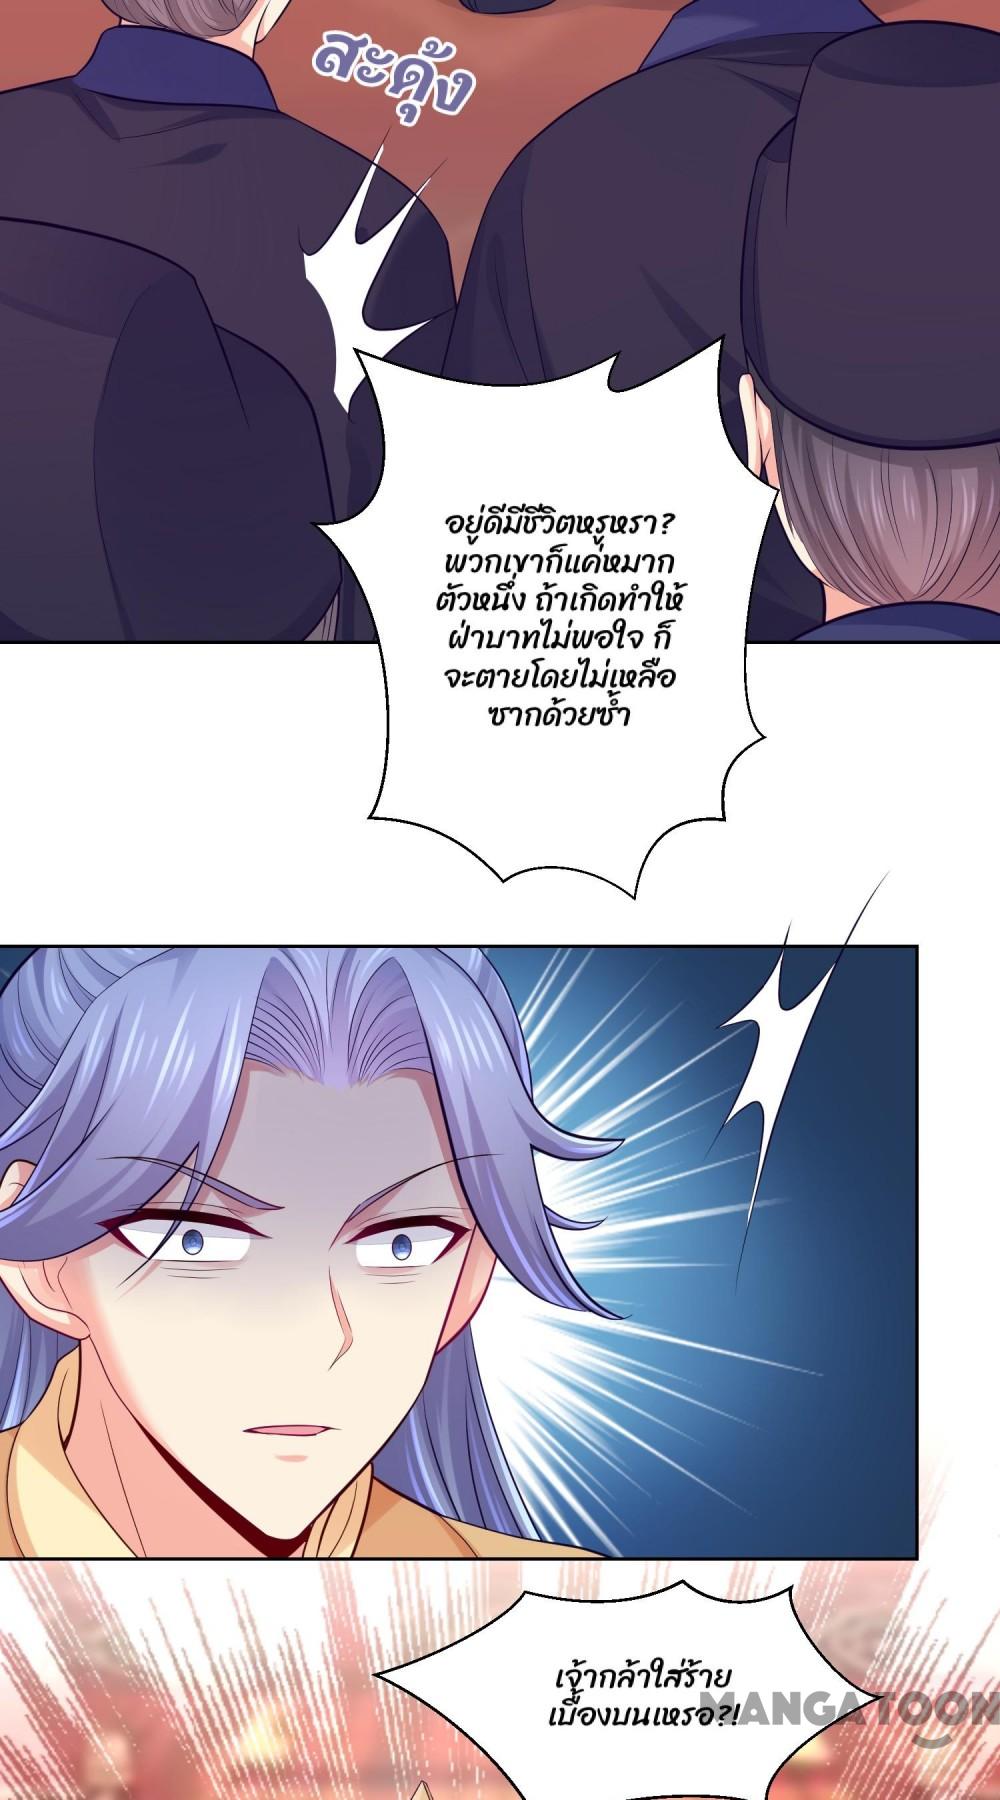 สะดุ้ง
อยู่ดีมีชีวิตหรูหรา?
พวกเขาก็แค่หมาก
ตัวหนึ่ง ถ้าเกิดทำให้
ฝ่าบาทไม่พอใจ ก็
จะตายโดยไม่เหลือ
ซากด้วยซ้ำ
เจ้ากล้าใส่ร้าย
เบื้องบนเหรอ?!
MANGATOON